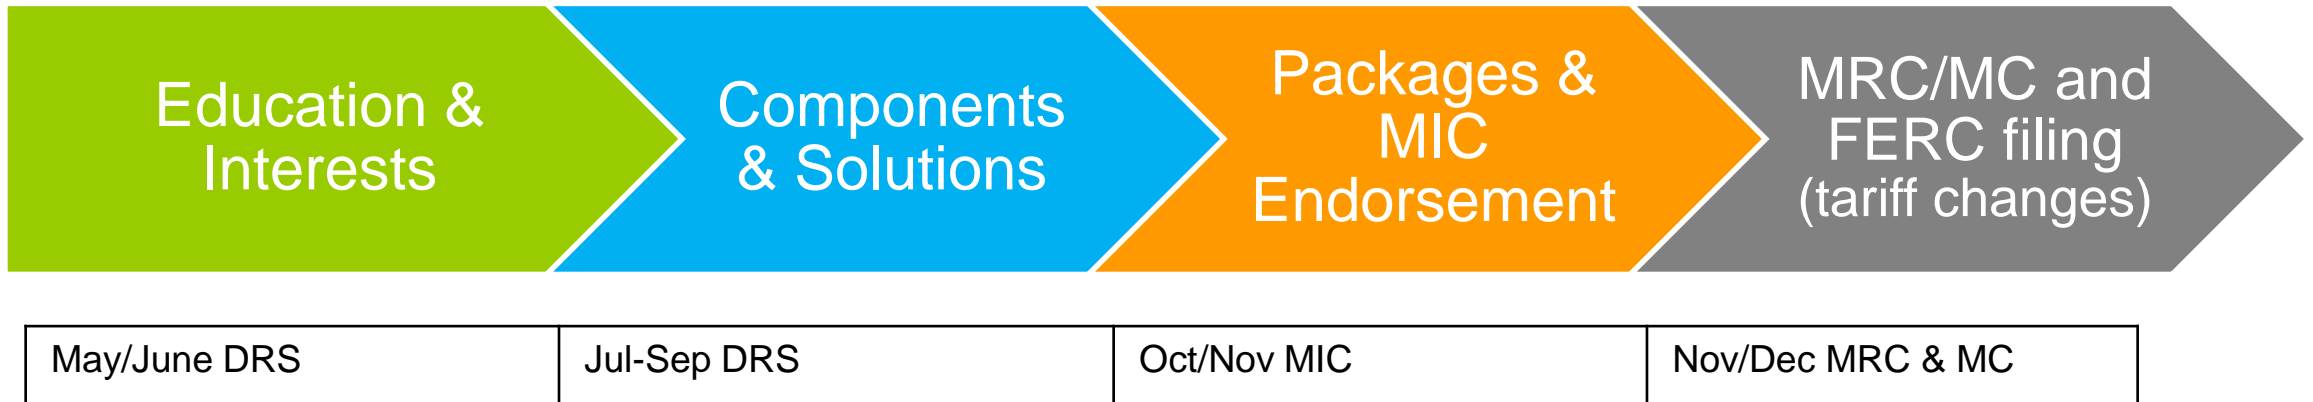 Education &
Interests
Components
& Solutions
Packages &
MIC
Endorsement
MRC/MC and
FERC filing
(tariff changes)
May/June DRS
Jul-Sep DRS
Oct/Nov MIC
Nov/Dec MRC & MC